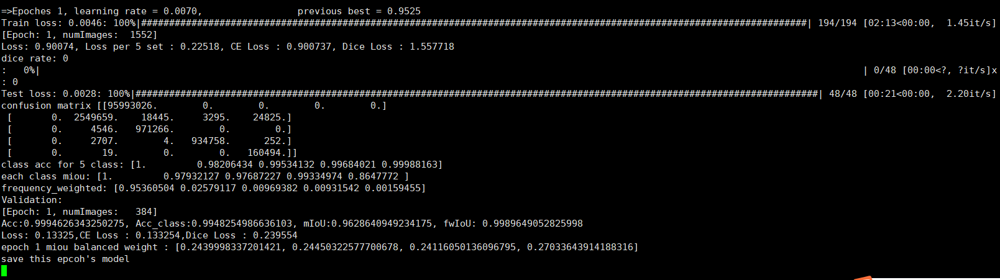 =>Epoches 1, learning rate = 0.0070,                 previous best = 0.9525
Train loss: 0.0046: 100%|#######################################################################################################################| 194/194 [02:13<00:00,  1.45it/s]
[Epoch: 1, numImages:  1552]
Loss: 0.90074, Loss per 5 set : 0.22518, CE Loss : 0.900737, Dice Loss : 1.557718
dice rate: 0
:   0%|                                                                                                                                                   | 0/48 [00:00<?, ?it/s]x
: 0
Test loss: 0.0028: 100%|##########################################################################################################################| 48/48 [00:21<00:00,  2.20it/s]
confusion matrix [[95993026.        0.        0.        0.        0.]
 [       0.  2549659.    18445.     3295.    24825.]
 [       0.     4546.   971266.        0.        0.]
 [       0.     2707.        4.   934758.      252.]
 [       0.       19.        0.        0.   160494.]]
class acc for 5 class: [1.         0.98206434 0.99534132 0.99684021 0.99988163]
each class miou: [1.         0.97932127 0.97687227 0.99334974 0.8647772 ]
frequency_weighted: [0.95360504 0.02579117 0.00969382 0.00931542 0.00159455]
Validation:
[Epoch: 1, numImages:   384]
Acc:0.9994626343250275, Acc_class:0.9948254986636103, mIoU:0.9628640949234175, fwIoU: 0.9989649052825998
Loss: 0.13325,CE Loss : 0.133254,Dice Loss : 0.239554
epoch 1 miou balanced weight : [0.2439998337201421, 0.24450322577700678, 0.24116050136096795, 0.27033643914188316]
save this epcoh's model